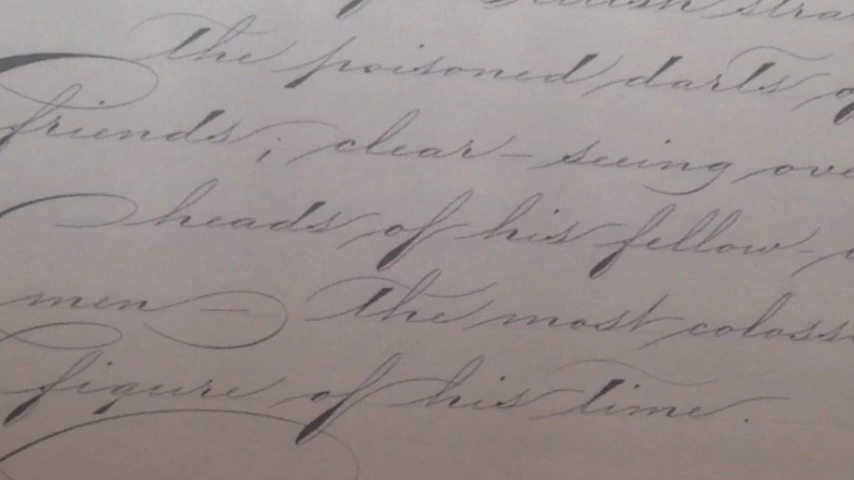 The poisoned darts
friends; clear-seeing
heads of his fellow-
men – The most
figure of his time.